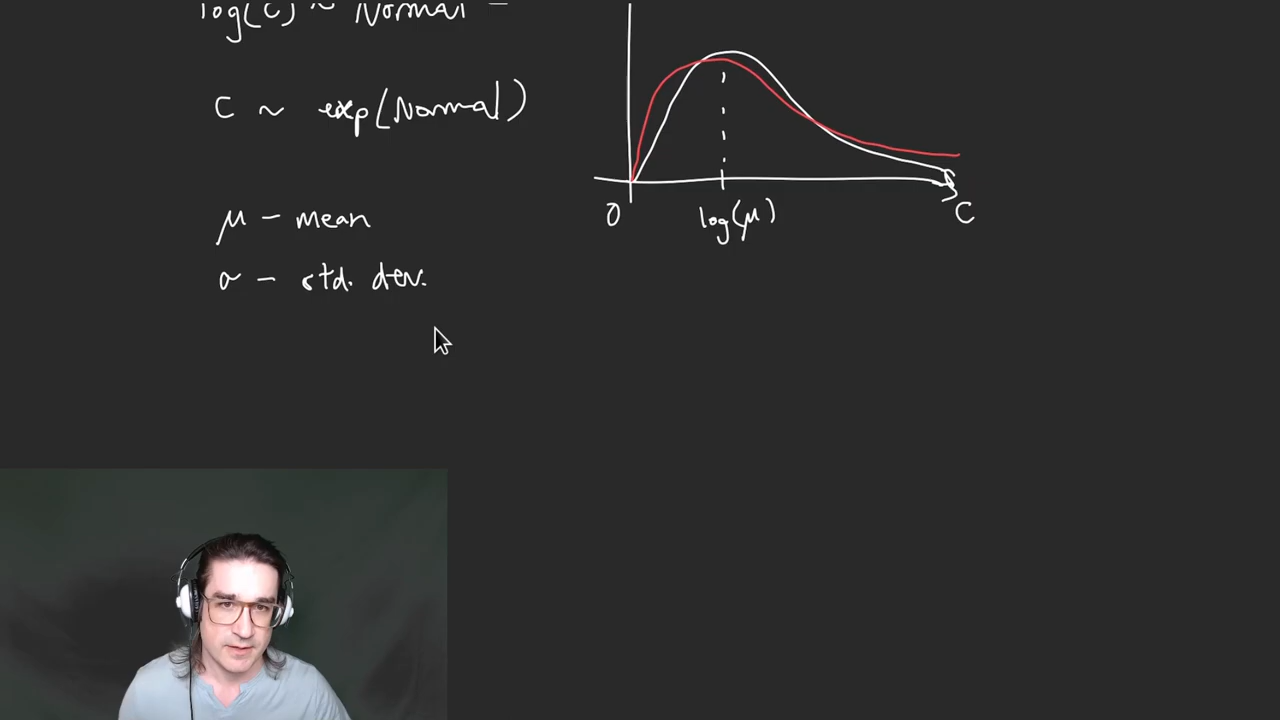 log(C) ~ Normal –
C ~ exp(Normal)
μ – mean
σ – std. dev.
0
log(μ)
C